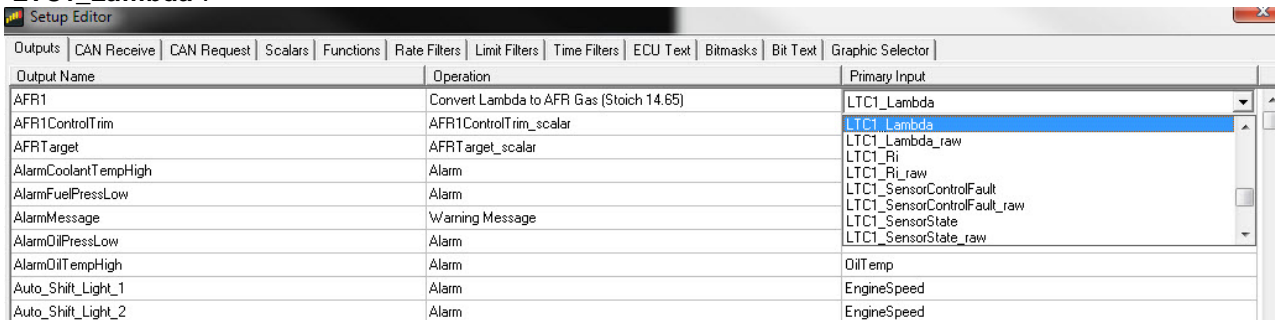 Setup Editor
Outputs CAN Receive CAN Request Scalars Functions Rate Filters Limit Filters Time Filters ECU Text Bitmasks Bit Text Graphic Selector
Output Name Operation Primary Input
AFR1 Convert Lambda to AFR Gas (Stoich 14.65) LTC1_Lambda
AFR1ControlTrim AFR1ControlTrim_scalar LTC1_Lambda
LTC1_Lambda_raw
AFRTarget AFRTarget_scalar LTC1_Ri
LTC1_Ri_raw
AlarmCoolantTempHigh Alarm LTC1_SensorControlFault
AlarmFuelPressLow Alarm LTC1_SensorControlFault_raw
AlarmMessage Warning Message LTC1_SensorState
AlarmOilPressLow Alarm LTC1_SensorState_raw
AlarmOilTempHigh Alarm OilTemp
Auto_Shift_Light_1 Alarm EngineSpeed
Auto_Shift_Light_2 Alarm EngineSpeed